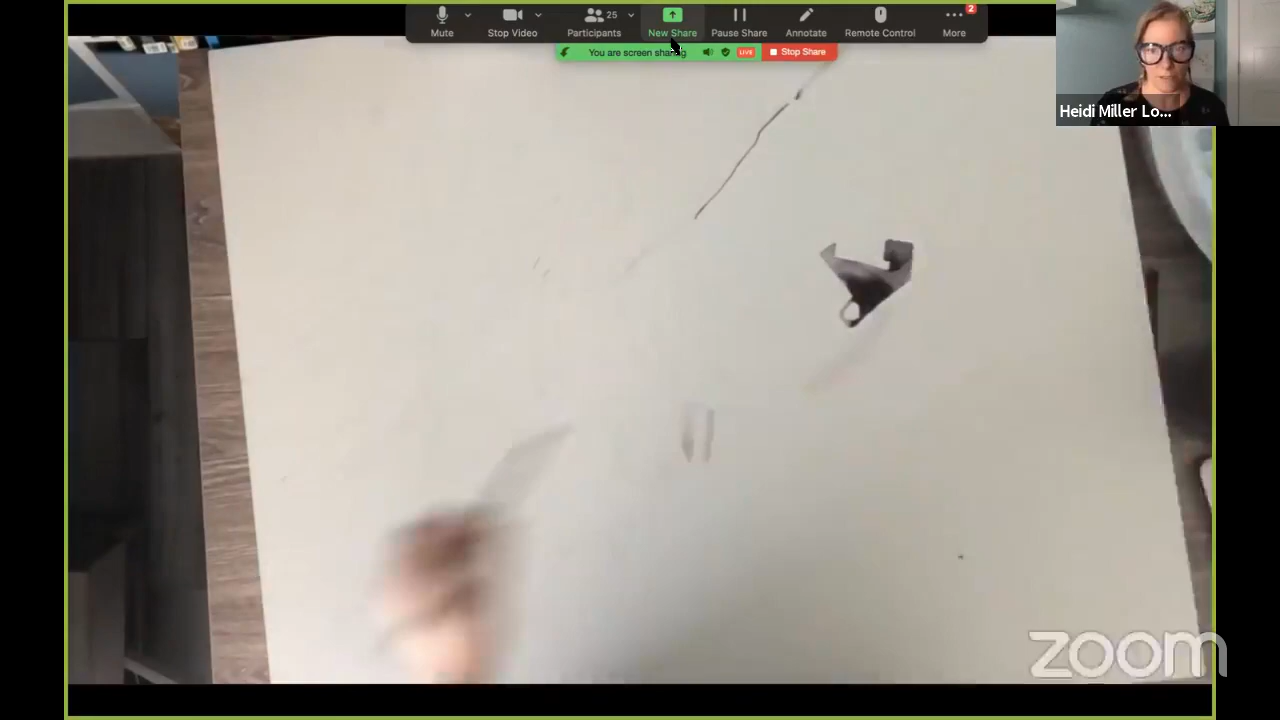 25
2
Mute
Stop Video
Participants
New Share
Pause Share
Annotate
Remote Control
More
You are screen sharing
LIVE
Stop Share
Heidi Miller Lo...
zoom